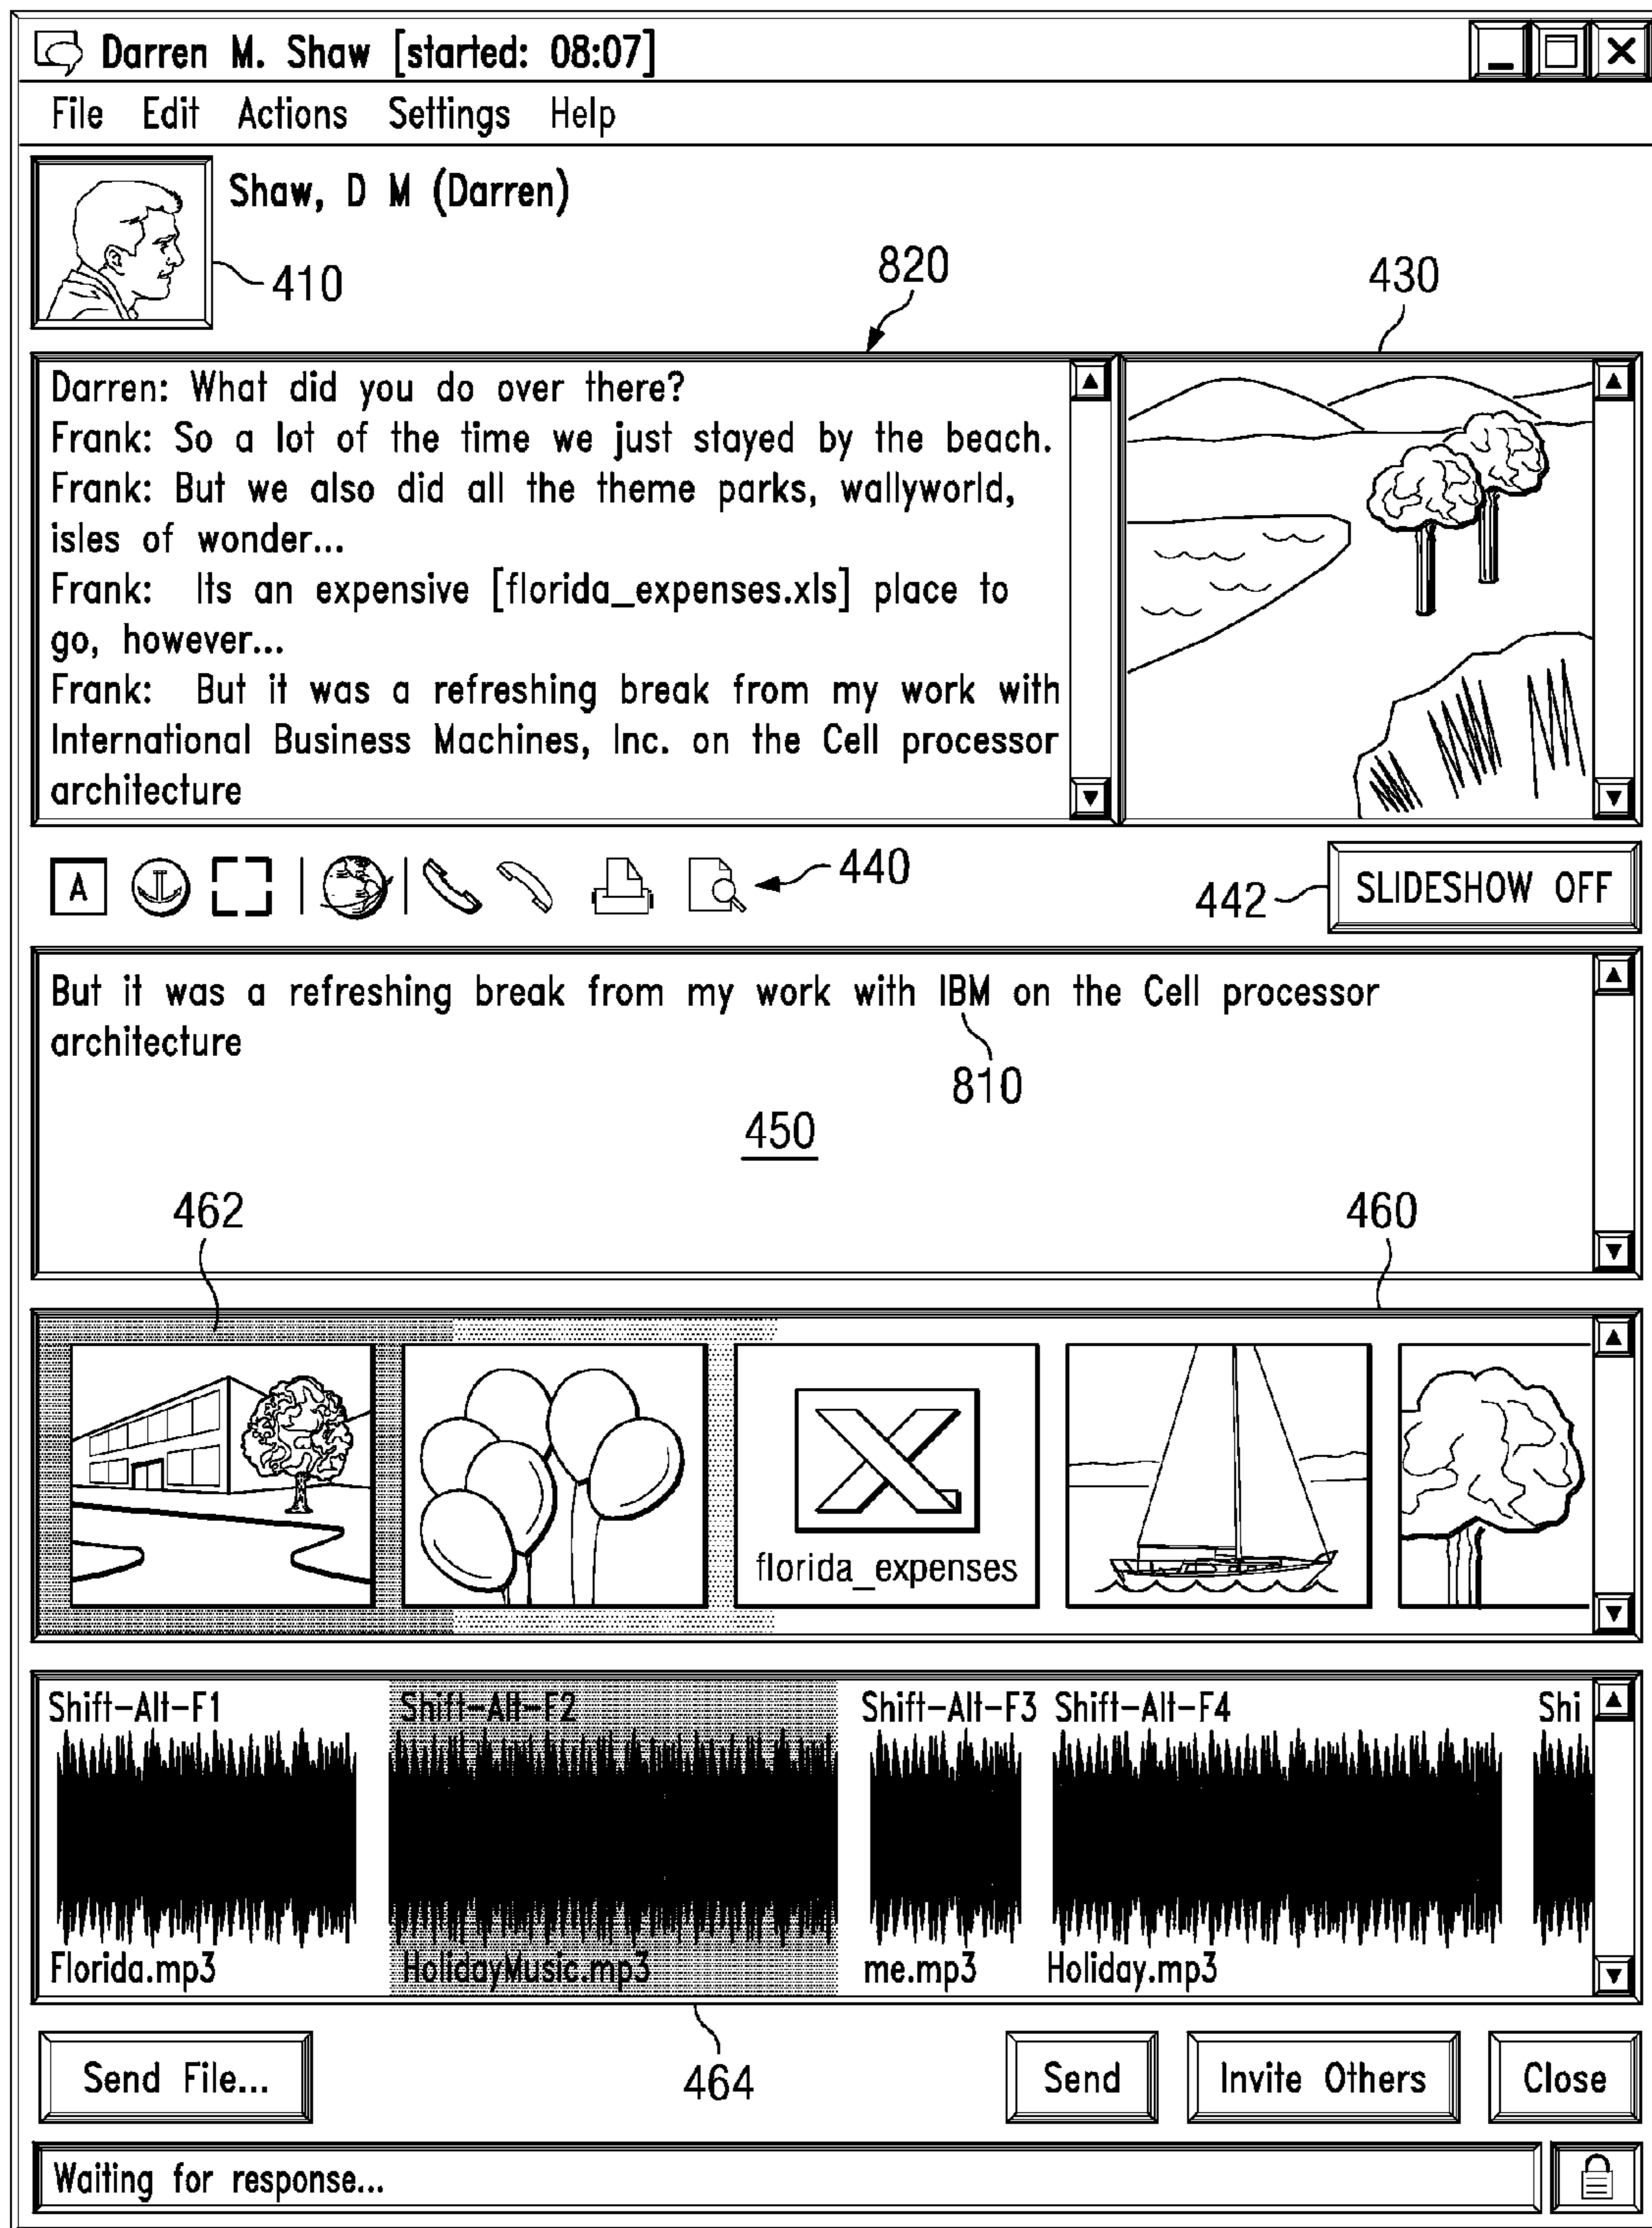 Darren M. Shaw [started: 08:07]
File Edit Actions Settings Help
Shaw, D M (Darren)
410
820
430
Darren: What did you do over there?
Frank: So a lot of the time we just stayed by the beach.
Frank: But we also did all the theme parks, wallyworld,
isles of wonder...
Frank: Its an expensive [florida_expenses.xls] place to
go, however...
Frank: But it was a refreshing break from my work with
International Business Machines, Inc. on the Cell processor
architecture
A
440
442
SLIDESHOW OFF
But it was a refreshing break from my work with IBM on the Cell processor
architecture
810
450
462
460
florida_expenses
Shift-Alt-F1 Shift-Alt-F2 Shift-Alt-F3 Shift-Alt-F4 Shi
Florida.mp3 HolidayMusic.mp3 me.mp3 Holiday.mp3
Send File...
464
Send
Invite Others
Close
Waiting for response...